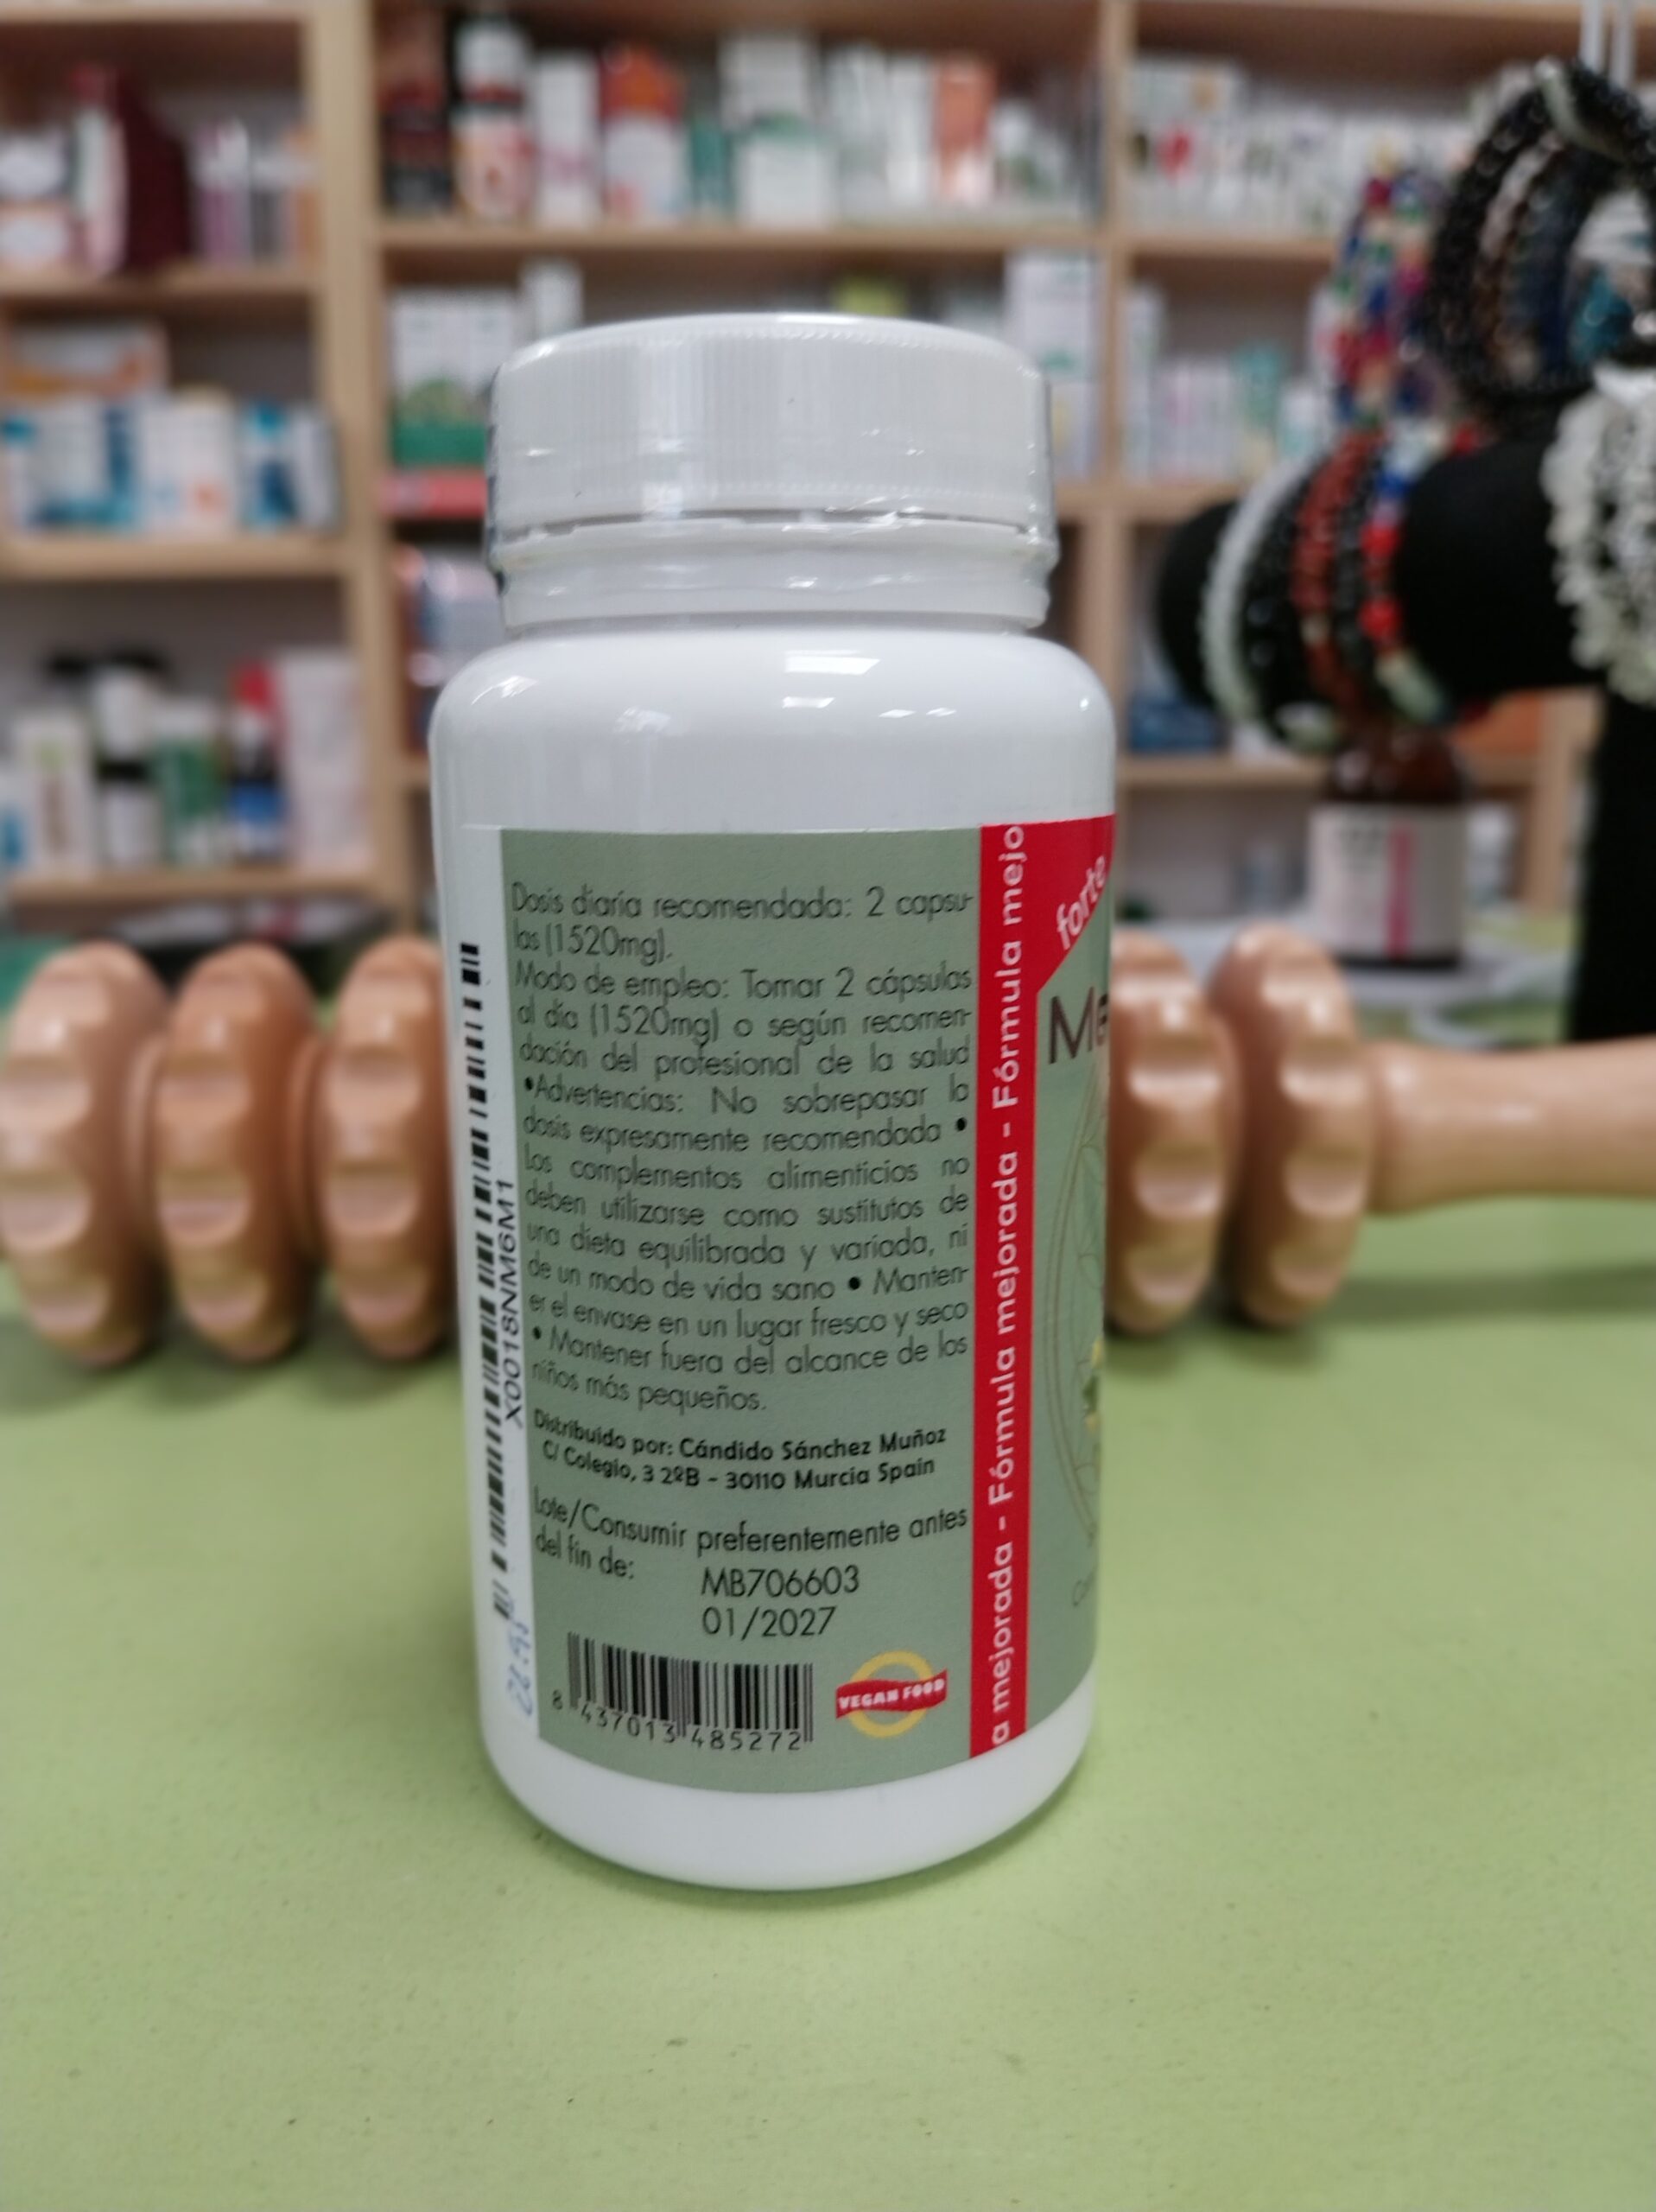 Dosis diaria recomendada: 2 capsu-
las (1520mg).
Modo de empleo: Tomar 2 cápsulas
al día (1520mg) o según recomen-
dación del profesional de la salud
•Advertencias: No sobrepasar la
dosis expresamente recomendada •
Los complementos alimenticios no
deben utilizarse como sustitutos de
una dieta equilibrada y variada, ni
de un modo de vida sano • Manten-
er el envase en un lugar fresco y seco
• Mantener fuera del alcance de los
niños más pequeños.
Distribuido por: Cándido Sánchez Muñoz
C/ Colegio, 3 2ºB - 30110 Murcia Spain
Lote/Consumir preferentemente antes
del fin de:
MB706603
01/2027
8 437013 485272
VEGAN FOOD
X0018NM6M1
a mejorada - Fórmula mejorada - Fórmula mejo
forte
Me